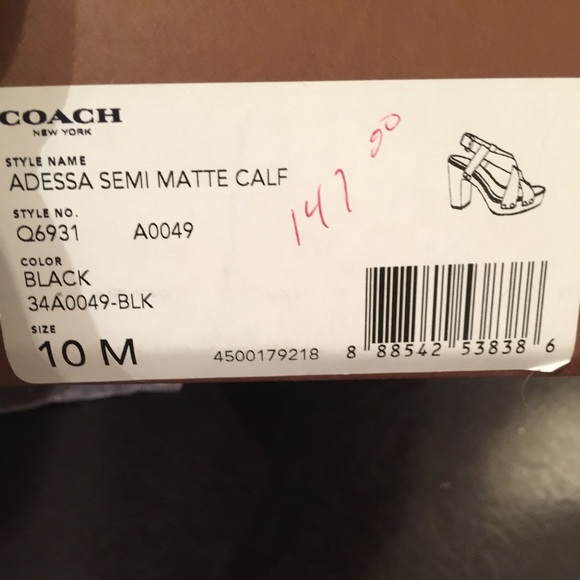 COACH
NEW YORK
STYLE NAME
ADESSA SEMI MATTE CALF
STYLE NO.
Q6931 A0049
COLOR
BLACK
34A0049-BLK
SIZE
10 M
4500179218
8 88542 53838 6
147 00